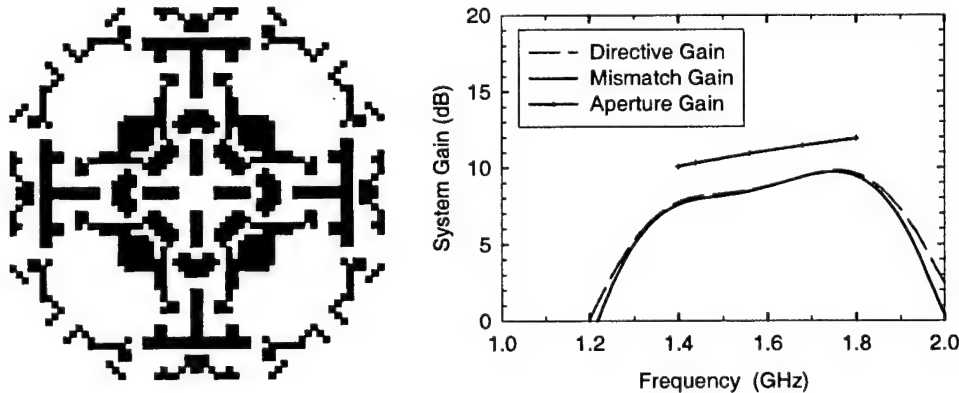 20
15
10
5
0
System Gain (dB)
Directive Gain
Mismatch Gain
Aperture Gain
1.0 1.2 1.4 1.6 1.8 2.0
Frequency (GHz)